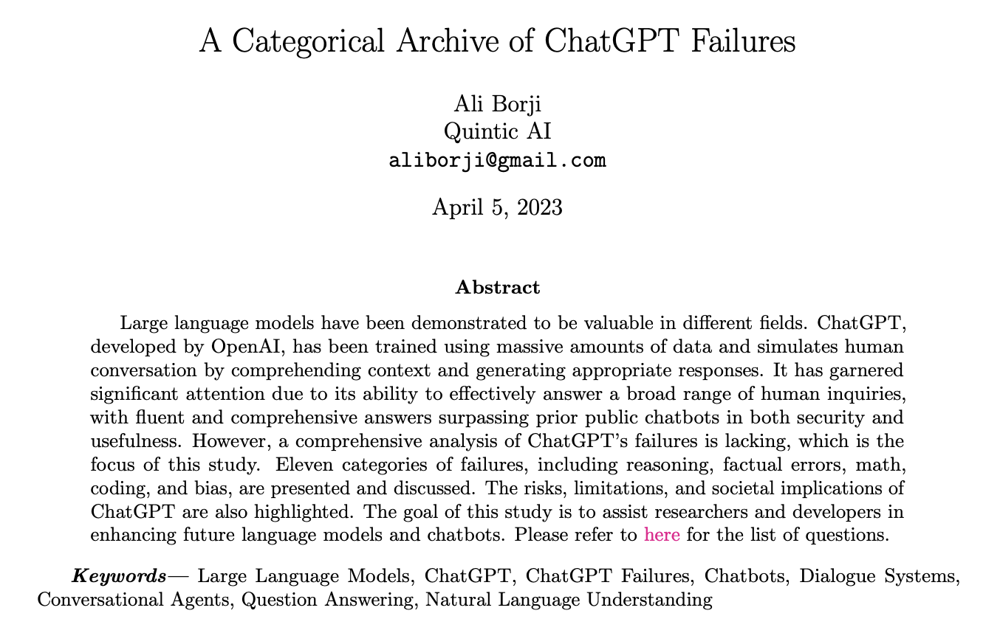 A Categorical Archive of ChatGPT Failures
Ali Borji
Quintic AI
aliborji@gmail.com
April 5, 2023
Abstract
Large language models have been demonstrated to be valuable in different fields. ChatGPT,
developed by OpenAI, has been trained using massive amounts of data and simulates human
conversation by comprehending context and generating appropriate responses. It has garnered
significant attention due to its ability to effectively answer a broad range of human inquiries,
with fluent and comprehensive answers surpassing prior public chatbots in both security and
usefulness. However, a comprehensive analysis of ChatGPT's failures is lacking, which is the
focus of this study. Eleven categories of failures, including reasoning, factual errors, math,
coding, and bias, are presented and discussed. The risks, limitations, and societal implications of
ChatGPT are also highlighted. The goal of this study is to assist researchers and developers in
enhancing future language models and chatbots. Please refer to here for the list of questions.
Keywords— Large Language Models, ChatGPT, ChatGPT Failures, Chatbots, Dialogue Systems,
Conversational Agents, Question Answering, Natural Language Understanding